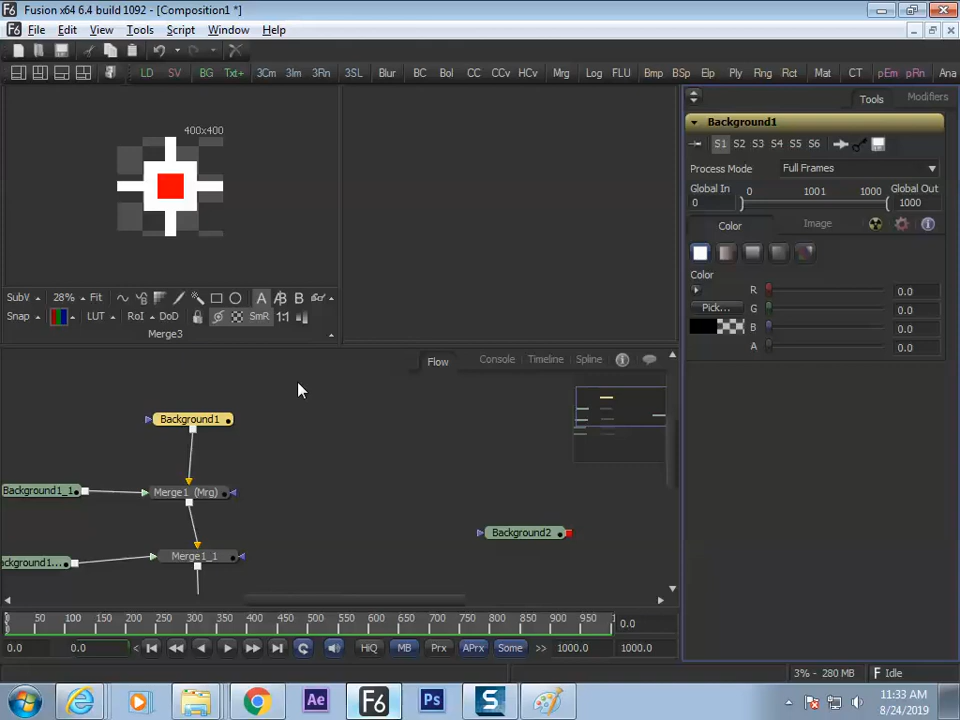 Fusion x64 6.4 build 1092 - [Composition1 *]
File Edit View Tools Script Window Help
LD SV BG Txt+ 3Cm 3Im 3Rn 3SL Blur BC Bol CC CCv HCv Mrg Log FLU Bmp BSp Elp Ply Rng Rct Mat CT pEm pRn Ana
400x400
SubV 28% Fit A B
Snap LUT RoI DoD SmR 1:1
Merge3
Tools Modifiers
Background1
S1 S2 S3 S4 S5 S6
Process Mode Full Frames
Global In 0 1001 1000 Global Out
0 1000
Color Image
Color
R 0.0
Pick... G 0.0
B 0.0
A 0.0
Flow Console Timeline Spline
Background1
Background1_1 Merge1 (Mrg)
Background2
ackground1... Merge1_1
0 50 100 150 200 250 300 350 400 450 500 550 600 650 700 750 800 850 900 950 0.0
0.0 0.0 HiQ MB Prx APrx Some >> 1000.0 1000.0
3% - 280 MB Idle
Ae F6 Ps S
11:33 AM
8/24/2019